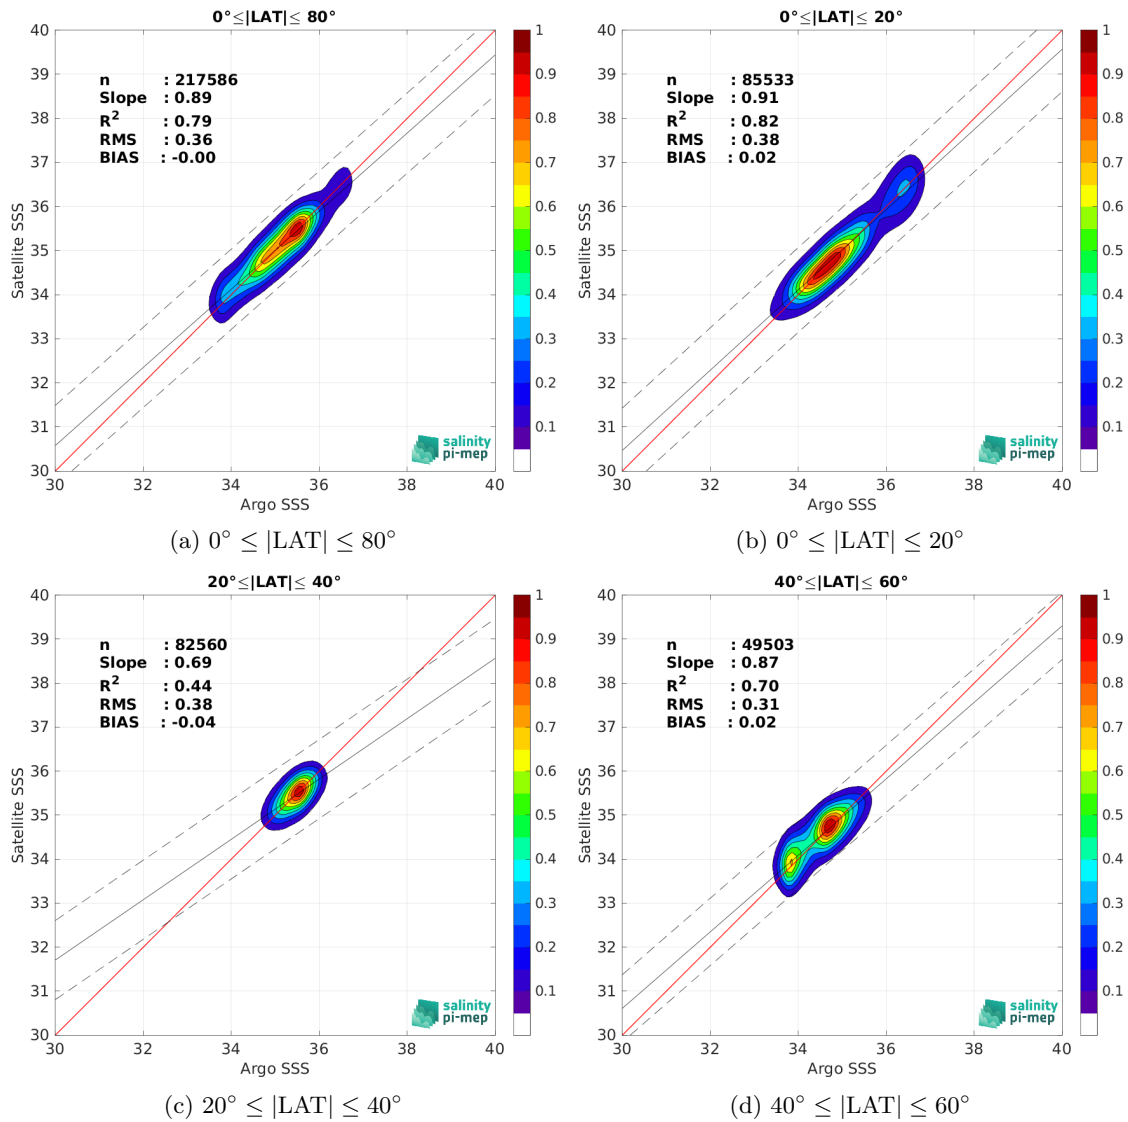 0°≤|LAT|≤ 80°
40
39
38
37
36
35
34
33
32
31
30
Satellite SSS
n : 217586
Slope : 0.89
R² : 0.79
RMS : 0.36
BIAS : -0.00
salinity
pi-mep
30 32 34 36 38 40
Argo SSS
1
0.9
0.8
0.7
0.6
0.5
0.4
0.3
0.2
0.1
(a) 0° ≤ |LAT| ≤ 80°
0°≤|LAT|≤ 20°
40
39
38
37
36
35
34
33
32
31
30
Satellite SSS
n : 85533
Slope : 0.91
R² : 0.82
RMS : 0.38
BIAS : 0.02
salinity
pi-mep
30 32 34 36 38 40
Argo SSS
1
0.9
0.8
0.7
0.6
0.5
0.4
0.3
0.2
0.1
(b) 0° ≤ |LAT| ≤ 20°
20°≤|LAT|≤ 40°
40
39
38
37
36
35
34
33
32
31
30
Satellite SSS
n : 82560
Slope : 0.69
R² : 0.44
RMS : 0.38
BIAS : -0.04
salinity
pi-mep
30 32 34 36 38 40
Argo SSS
1
0.9
0.8
0.7
0.6
0.5
0.4
0.3
0.2
0.1
(c) 20° ≤ |LAT| ≤ 40°
40°≤|LAT|≤ 60°
40
39
38
37
36
35
34
33
32
31
30
Satellite SSS
n : 49503
Slope : 0.87
R² : 0.70
RMS : 0.31
BIAS : 0.02
salinity
pi-mep
30 32 34 36 38 40
Argo SSS
1
0.9
0.8
0.7
0.6
0.5
0.4
0.3
0.2
0.1
(d) 40° ≤ |LAT| ≤ 60°